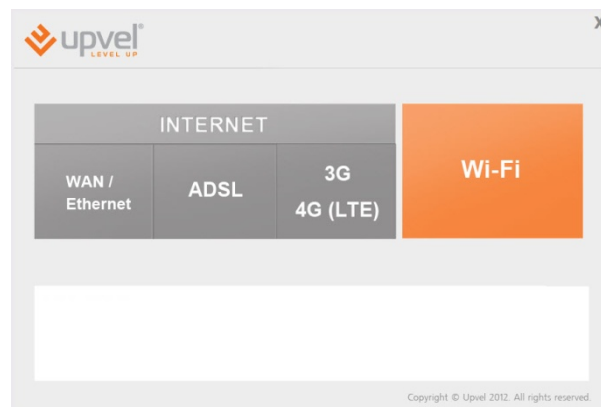 X
upvel®
LEVEL UP
INTERNET
WAN /
Ethernet
ADSL
3G
4G (LTE)
Wi-Fi
Copyright © Upvel 2012. All rights reserved.